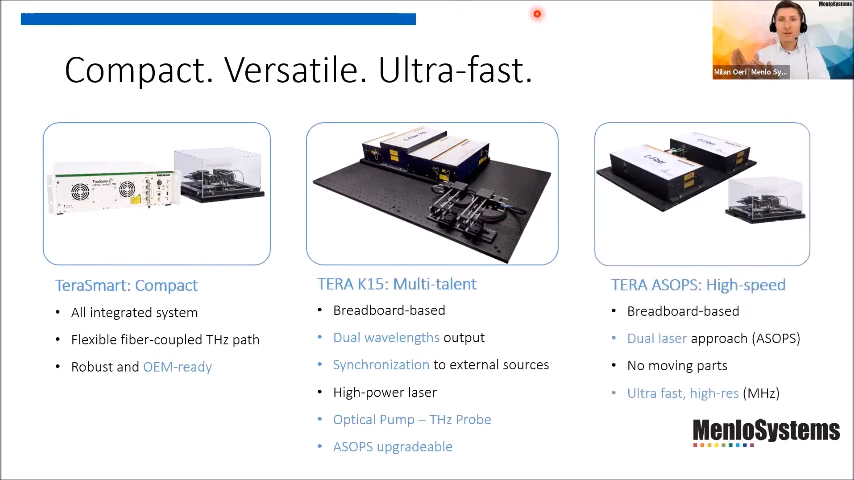 MenloSystems
Milan Oeri | Menlo Sy...
Compact. Versatile. Ultra-fast.
TeraSmart: Compact
All integrated system
Flexible fiber-coupled THz path
Robust and OEM-ready
TERA K15: Multi-talent
Breadboard-based
Dual wavelengths output
Synchronization to external sources
High-power laser
Optical Pump – THz Probe
ASOPS upgradeable
TERA ASOPS: High-speed
Breadboard-based
Dual laser approach (ASOPS)
No moving parts
Ultra fast, high-res (MHz)
MenloSystems